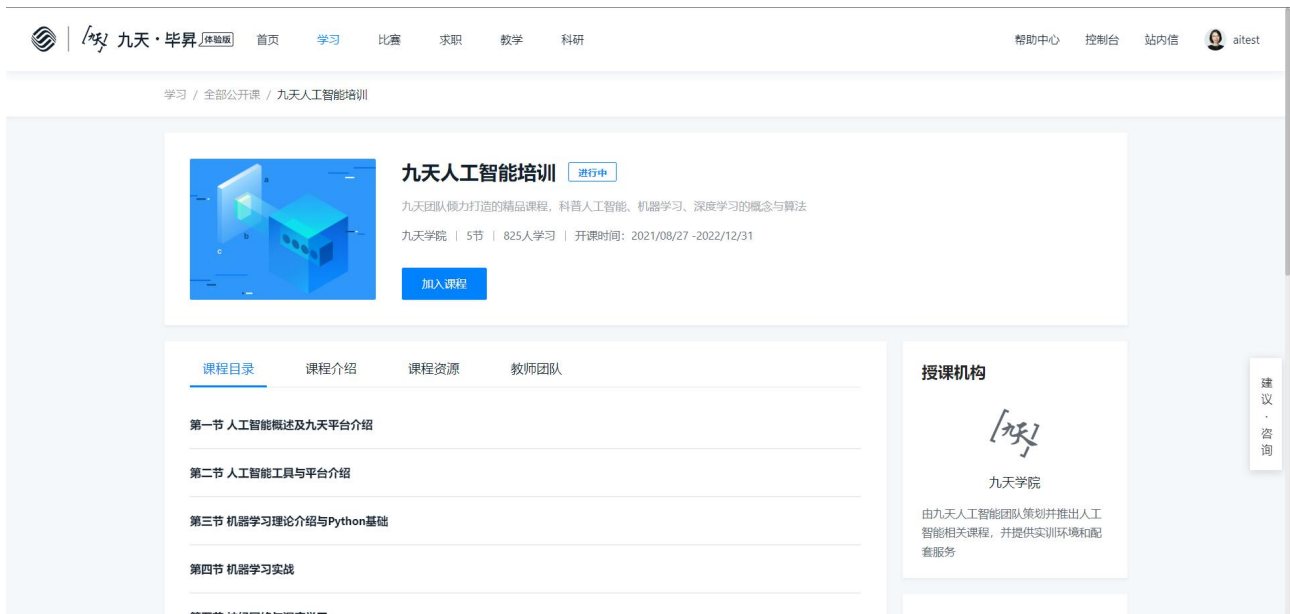 九天 九天·毕昇 体验版 首页 学习 比赛 求职 教学 科研 帮助中心 控制台 站内信 aitest
学习 / 全部公开课 / 九天人工智能培训
a
b
c
九天人工智能培训 进行中
九天团队倾力打造的精品课程，科普人工智能、机器学习、深度学习的概念与算法
九天学院 | 5节 | 825人学习 | 开课时间：2021/08/27 -2022/12/31
加入课程
课程目录 课程介绍 课程资源 教师团队
第一节 人工智能概述及九天平台介绍
第二节 人工智能工具与平台介绍
第三节 机器学习理论介绍与Python基础
第四节 机器学习实战
授课机构
九天
九天学院
由九天人工智能团队策划并推出人工
智能相关课程，并提供实训环境和配
套服务
建议·咨询